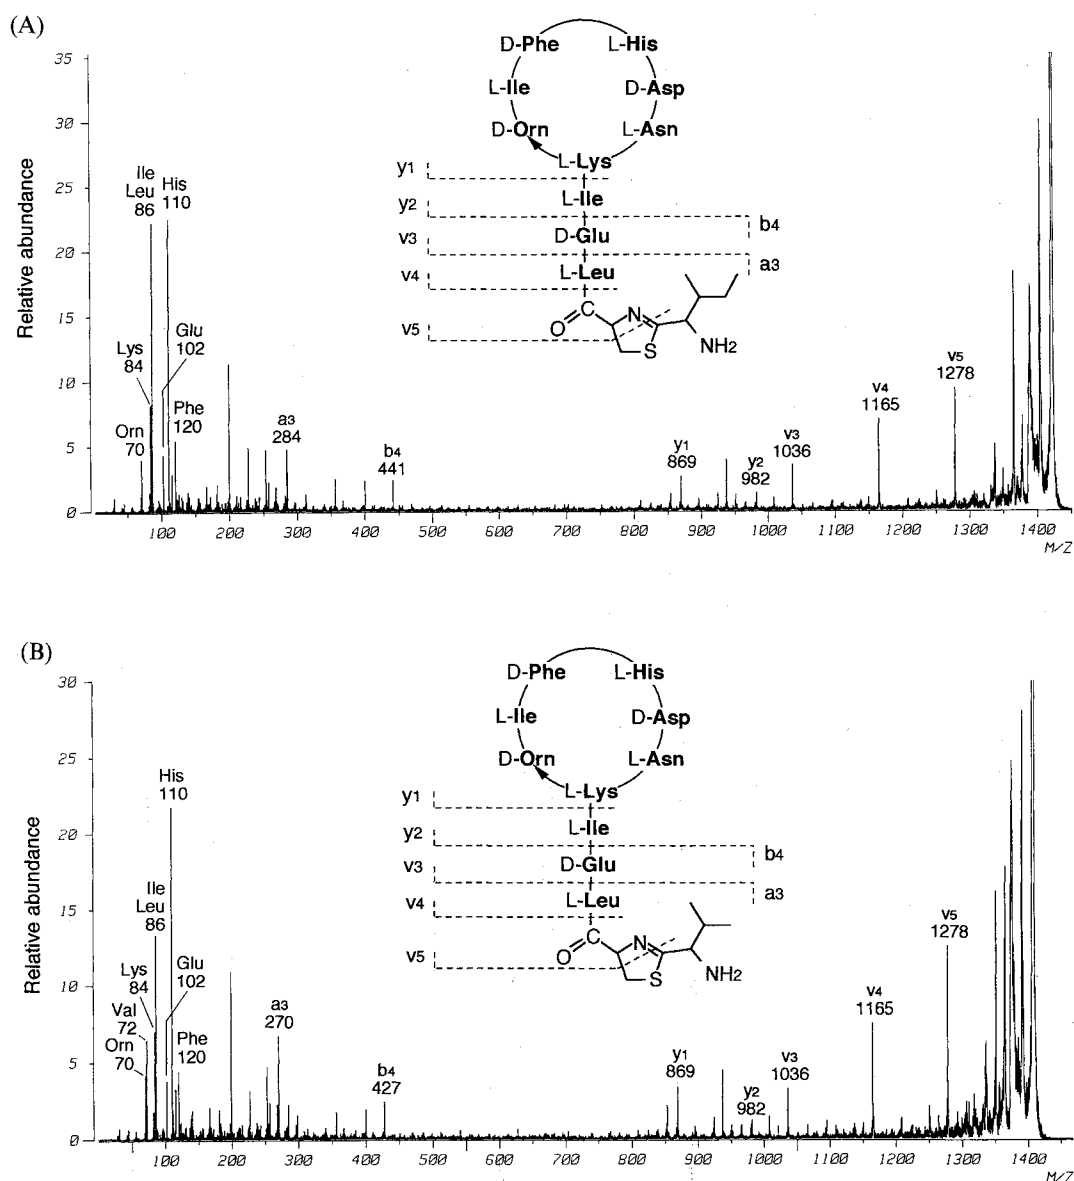 (A)
Relative abundance
35
30
25
20
15
10
5
0
D-Phe L-His
L-Ile D-Asp
D-Orn L-Asn
L-Lys
y1
L-Ile
y2
b4
D-Glu
v3
a3
L-Leu
v4
C
O
N
S
NH2
v5
Ile
Leu
86
His
110
Lys
84
Glu
102
Orn
70
Phe
120
a3
284
b4
441
y1
869
y2
982
v3
1036
v4
1165
v5
1278
100 200 300 400 500 600 700 800 900 1000 1100 1200 1300 1400
M/Z
(B)
Relative abundance
30
25
20
15
10
5
0
D-Phe L-His
L-Ile D-Asp
D-Orn L-Asn
L-Lys
y1
L-Ile
y2
b4
D-Glu
v3
a3
L-Leu
v4
C
O
N
S
NH2
v5
His
110
Ile
Leu
86
Lys
84
Glu
102
Val
72
Orn
70
Phe
120
a3
270
b4
427
y1
869
y2
982
v3
1036
v4
1165
v5
1278
100 200 300 400 500 600 700 800 900 1000 1100 1200 1300 1400
M/Z